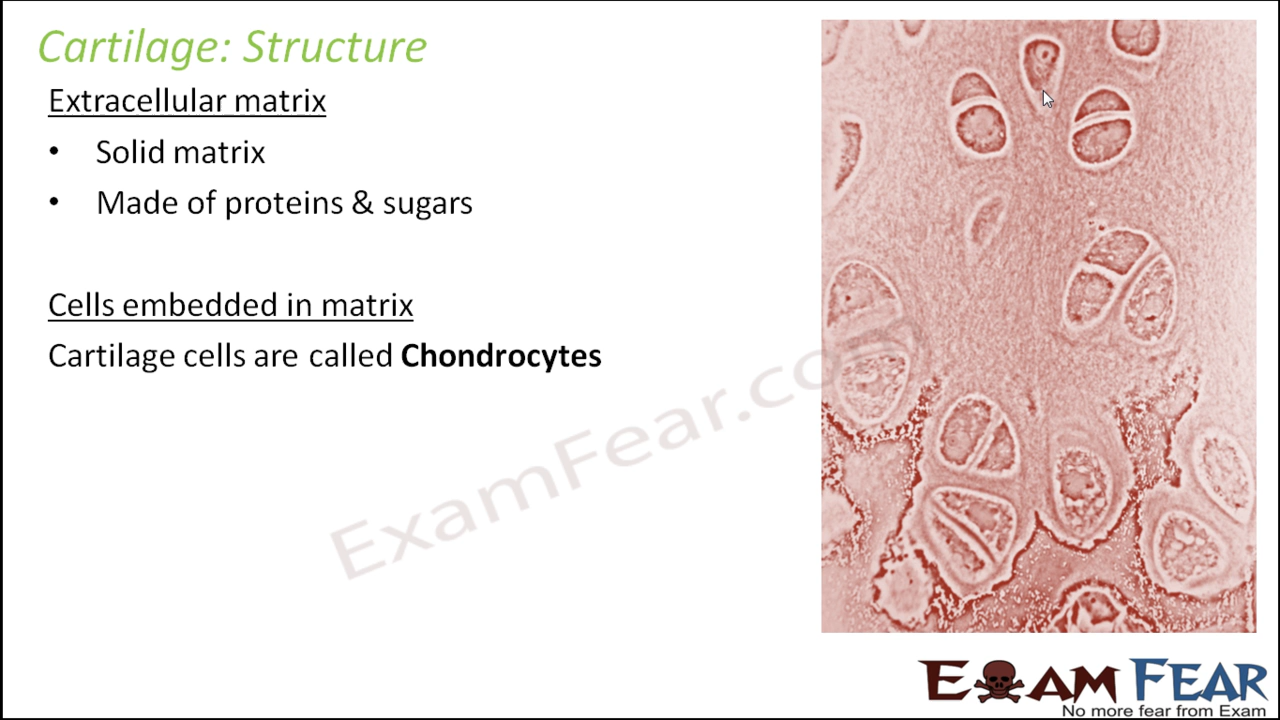 Cartilage: Structure
Extracellular matrix
• Solid matrix
• Made of proteins & sugars
Cells embedded in matrix
Cartilage cells are called Chondrocytes
ExamFear.com
EXAM FEAR
No more fear from Exam